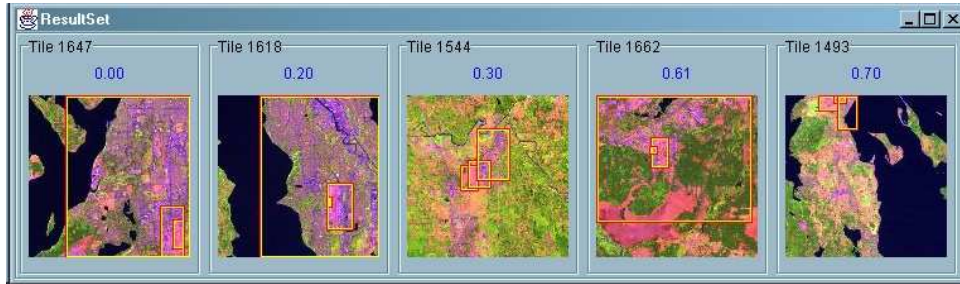 ResultSet
Tile 1647
Tile 1618
Tile 1544
Tile 1662
Tile 1493
0.00
0.20
0.30
0.61
0.70